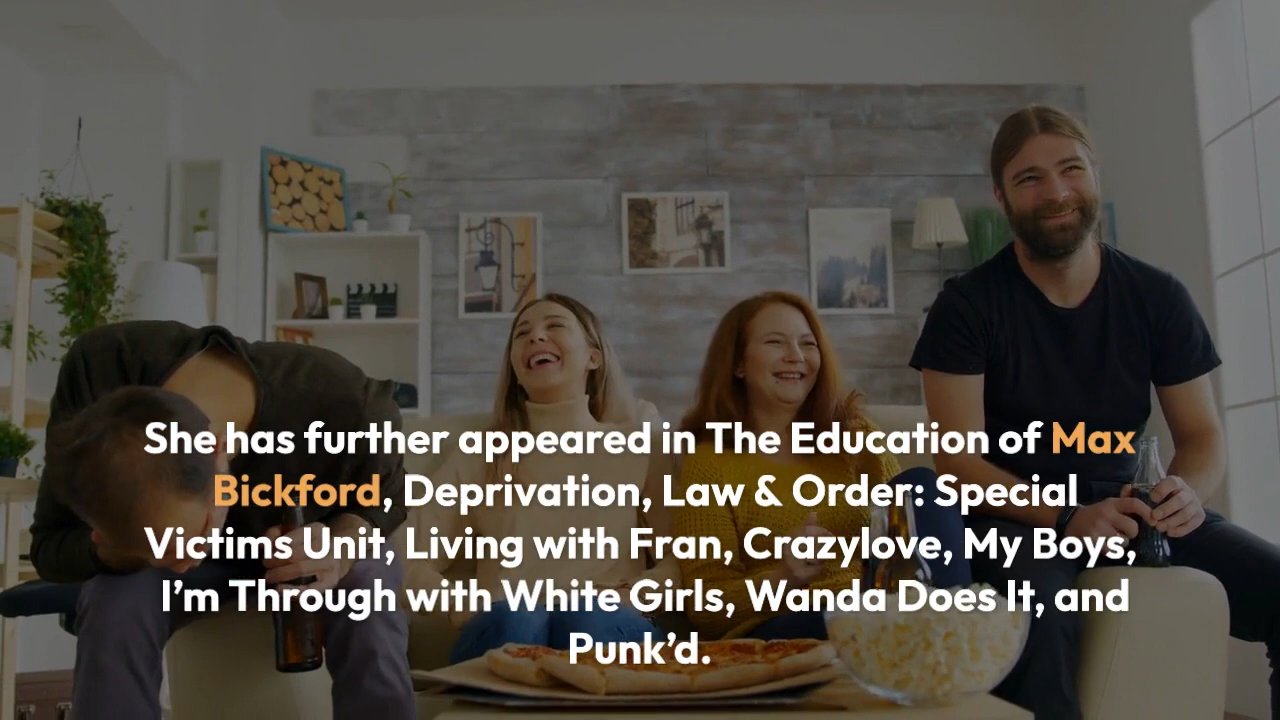 She has further appeared in The Education of Max
Bickford, Deprivation, Law & Order: Special
Victims Unit, Living with Fran, Crazylove, My Boys,
I’m Through with White Girls, Wanda Does It, and
Punk’d.